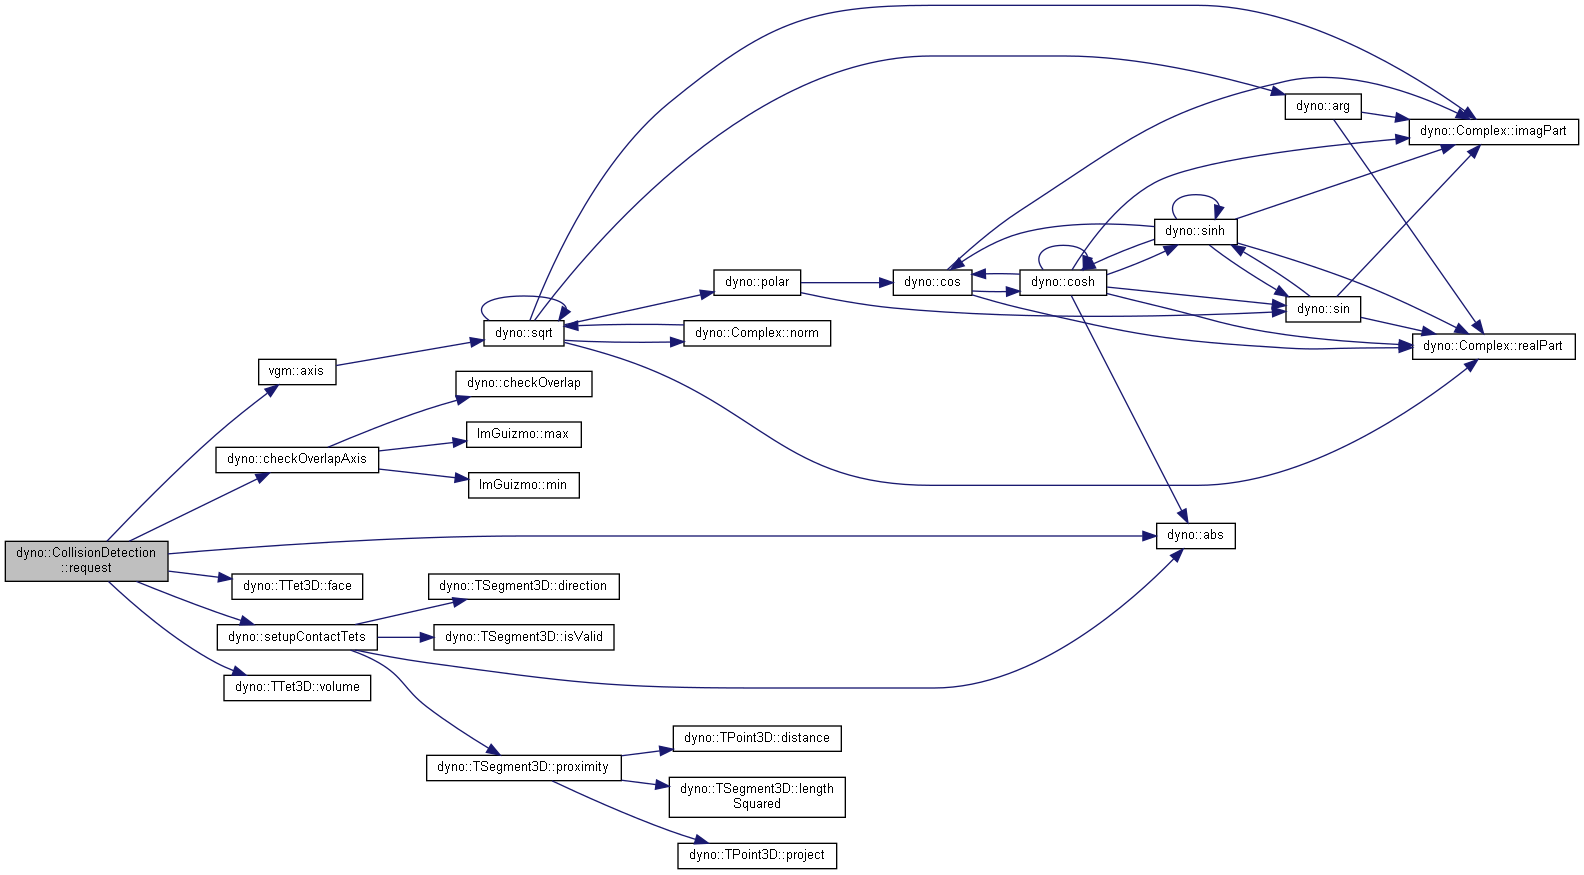 dyno::arg
dyno::Complex::imagPart
dyno::sinh
dyno::polar
dyno::cos
dyno::cosh
dyno::sin
dyno::sqrt
dyno::Complex::norm
dyno::Complex::realPart
vgm::axis
dyno::checkOverlap
ImGuizmo::max
dyno::checkOverlapAxis
ImGuizmo::min
dyno::abs
dyno::CollisionDetection
::request
dyno::TTet3D::face
dyno::TSegment3D::direction
dyno::setupContactTets
dyno::TSegment3D::isValid
dyno::TTet3D::volume
dyno::TPoint3D::distance
dyno::TSegment3D::proximity
dyno::TSegment3D::length
Squared
dyno::TPoint3D::project